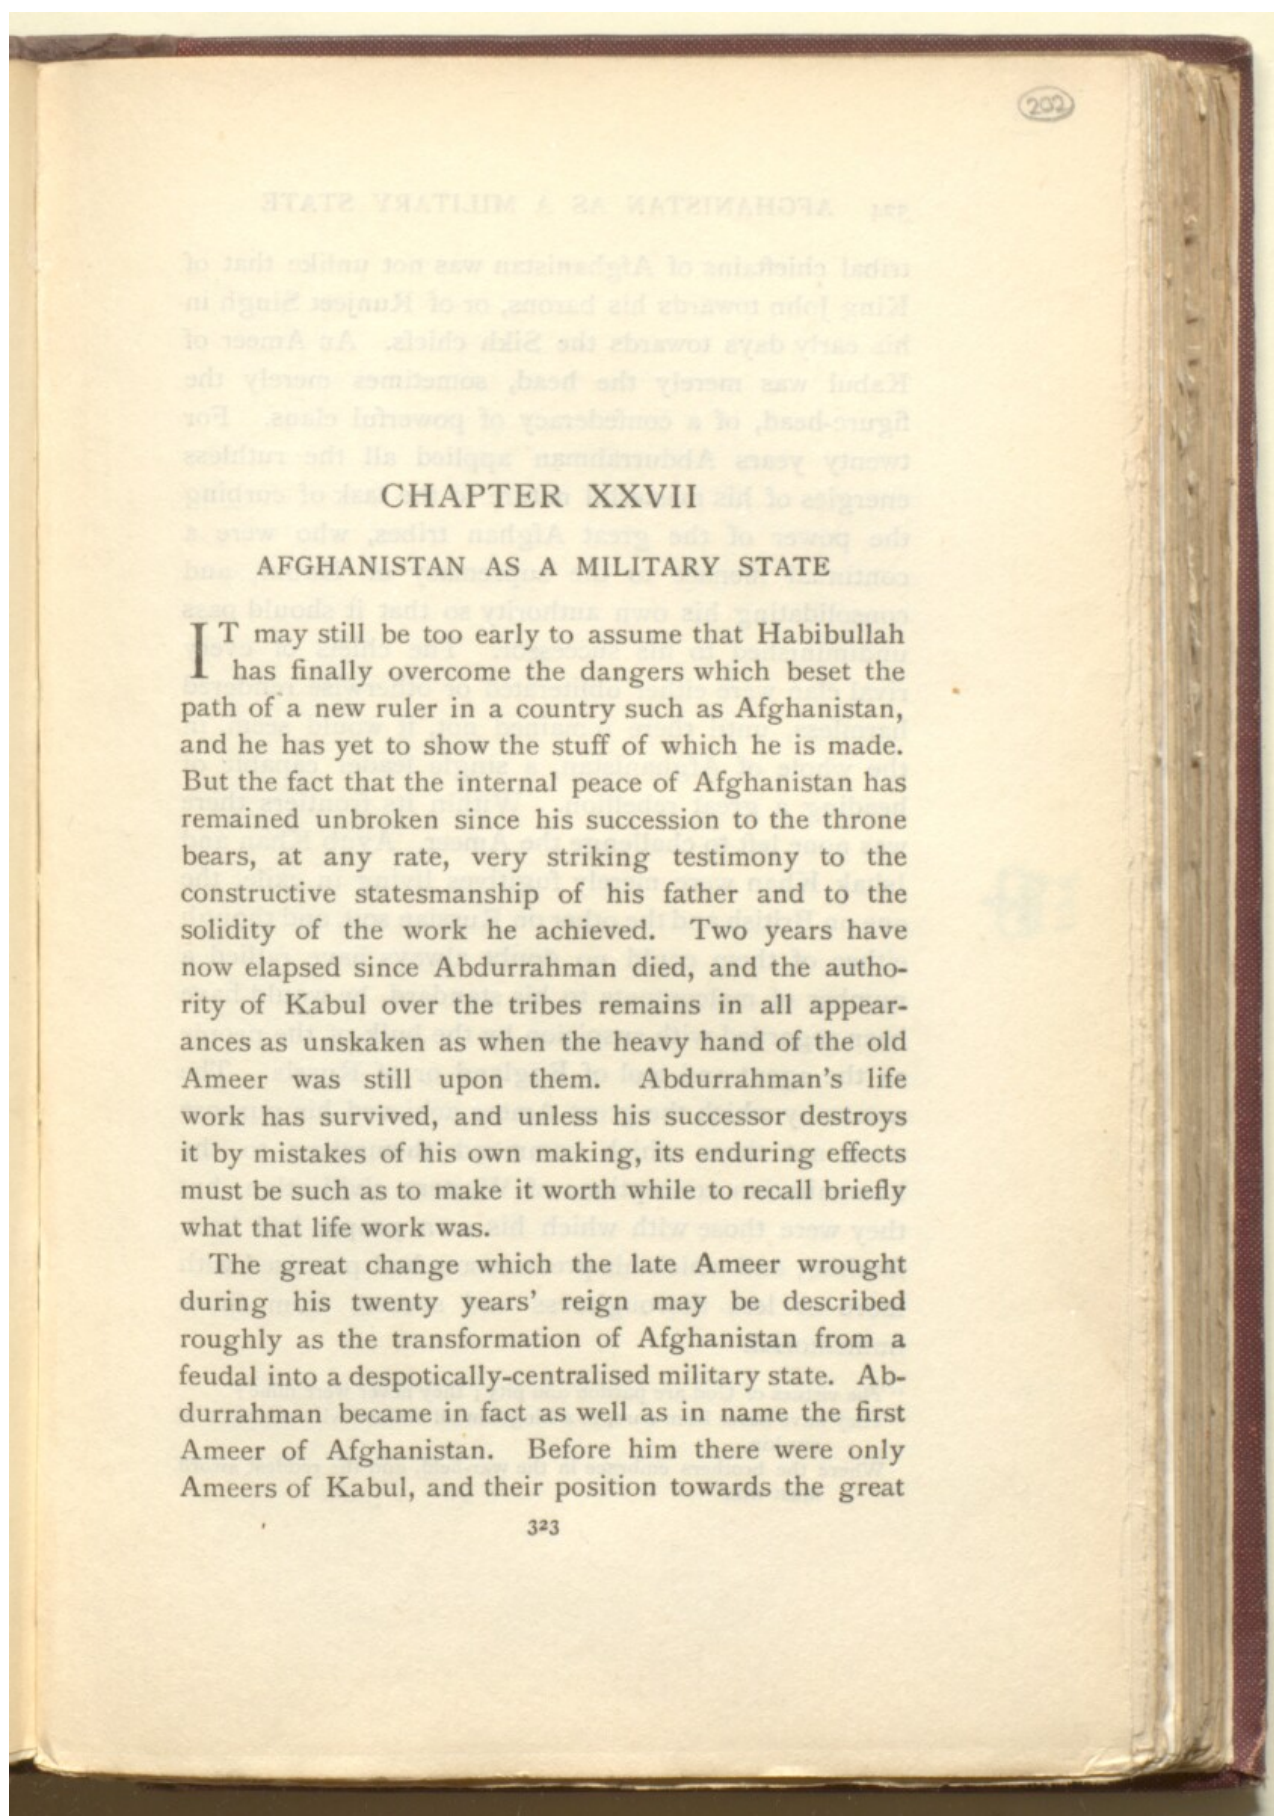 202
CHAPTER XXVII
AFGHANISTAN AS A MILITARY STATE
IT may still be too early to assume that Habibullah
has finally overcome the dangers which beset the
path of a new ruler in a country such as Afghanistan,
and he has yet to show the stuff of which he is made.
But the fact that the internal peace of Afghanistan has
remained unbroken since his succession to the throne
bears, at any rate, very striking testimony to the
constructive statesmanship of his father and to the
solidity of the work he achieved. Two years have
now elapsed since Abdurrahman died, and the autho-
rity of Kabul over the tribes remains in all appear-
ances as unskaken as when the heavy hand of the old
Ameer was still upon them. Abdurrahman's life
work has survived, and unless his successor destroys
it by mistakes of his own making, its enduring effects
must be such as to make it worth while to recall briefly
what that life work was.
The great change which the late Ameer wrought
during his twenty years' reign may be described
roughly as the transformation of Afghanistan from a
feudal into a despotically-centralised military state. Ab-
durrahman became in fact as well as in name the first
Ameer of Afghanistan. Before him there were only
Ameers of Kabul, and their position towards the great
323